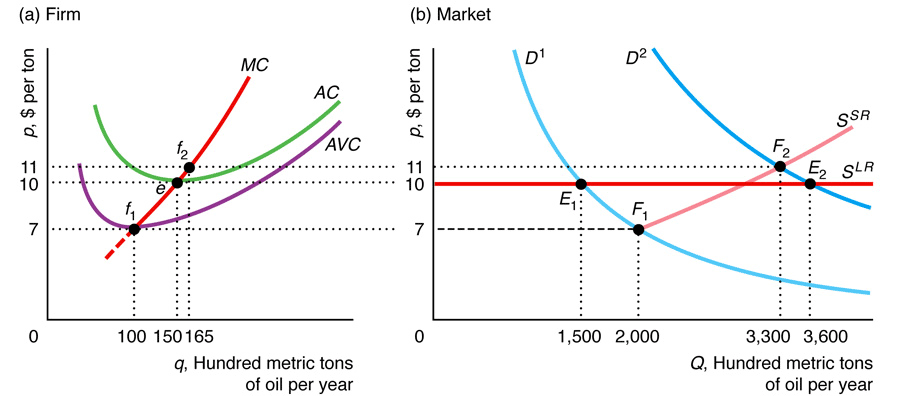 (a) Firm
p, $ per ton
MC
AC
AVC
f2
e
f1
11
10
7
0
100 150 165
q, Hundred metric tons
of oil per year
(b) Market
p, $ per ton
D1
D2
SSR
F2
E2
SLR
E1
F1
11
10
7
0
1,500 2,000 3,300 3,600
Q, Hundred metric tons
of oil per year